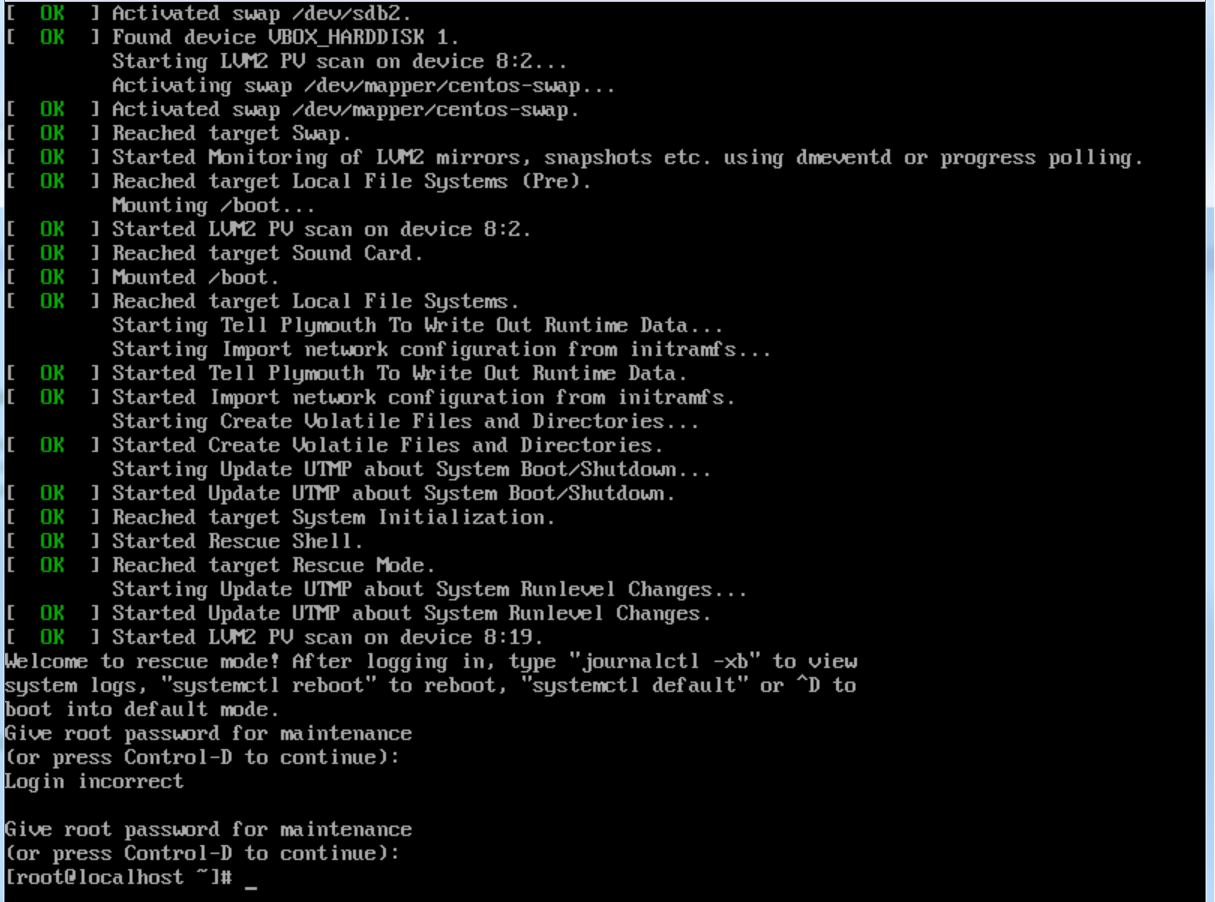 [  OK  ] Activated swap /dev/sdb2.
[  OK  ] Found device VBOX_HARDDISK 1.
         Starting LVM2 PV scan on device 8:2...
         Activating swap /dev/mapper/centos-swap...
[  OK  ] Activated swap /dev/mapper/centos-swap.
[  OK  ] Reached target Swap.
[  OK  ] Started Monitoring of LVM2 mirrors, snapshots etc. using dmeventd or progress polling.
[  OK  ] Reached target Local File Systems (Pre).
         Mounting /boot...
[  OK  ] Started LVM2 PV scan on device 8:2.
[  OK  ] Reached target Sound Card.
[  OK  ] Mounted /boot.
[  OK  ] Reached target Local File Systems.
         Starting Tell Plymouth To Write Out Runtime Data...
         Starting Import network configuration from initramfs...
[  OK  ] Started Tell Plymouth To Write Out Runtime Data.
[  OK  ] Started Import network configuration from initramfs.
         Starting Create Volatile Files and Directories...
[  OK  ] Started Create Volatile Files and Directories.
         Starting Update UTMP about System Boot/Shutdown...
[  OK  ] Started Update UTMP about System Boot/Shutdown.
[  OK  ] Reached target System Initialization.
[  OK  ] Started Rescue Shell.
[  OK  ] Reached target Rescue Mode.
         Starting Update UTMP about System Runlevel Changes...
[  OK  ] Started Update UTMP about System Runlevel Changes.
[  OK  ] Started LVM2 PV scan on device 8:19.
Welcome to rescue mode! After logging in, type "journalctl -xb" to view
system logs, "systemctl reboot" to reboot, "systemctl default" or ^D to
boot into default mode.
Give root password for maintenance
(or press Control-D to continue):
Login incorrect

Give root password for maintenance
(or press Control-D to continue):
[root@localhost ~]# _